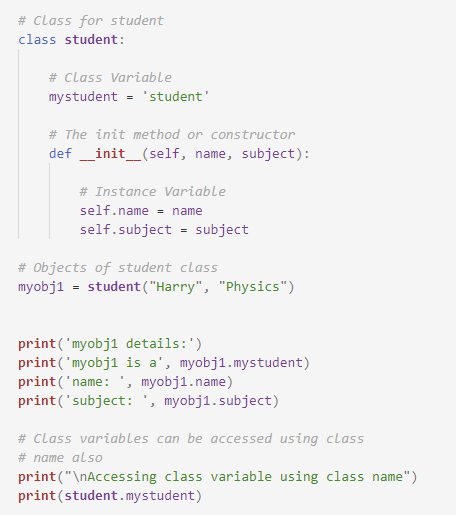 # Class for student
class student:
# Class Variable
mystudent = 'student'
# The init method or constructor
def __init__(self, name, subject):
# Instance Variable
self.name = name
self.subject = subject
# Objects of student class
myobj1 = student("Harry", "Physics")
print('myobj1 details:')
print('myobj1 is a', myobj1.mystudent)
print('name: ', myobj1.name)
print('subject: ', myobj1.subject)
# Class variables can be accessed using class
# name also
print("\nAccessing class variable using class name")
print(student.mystudent)